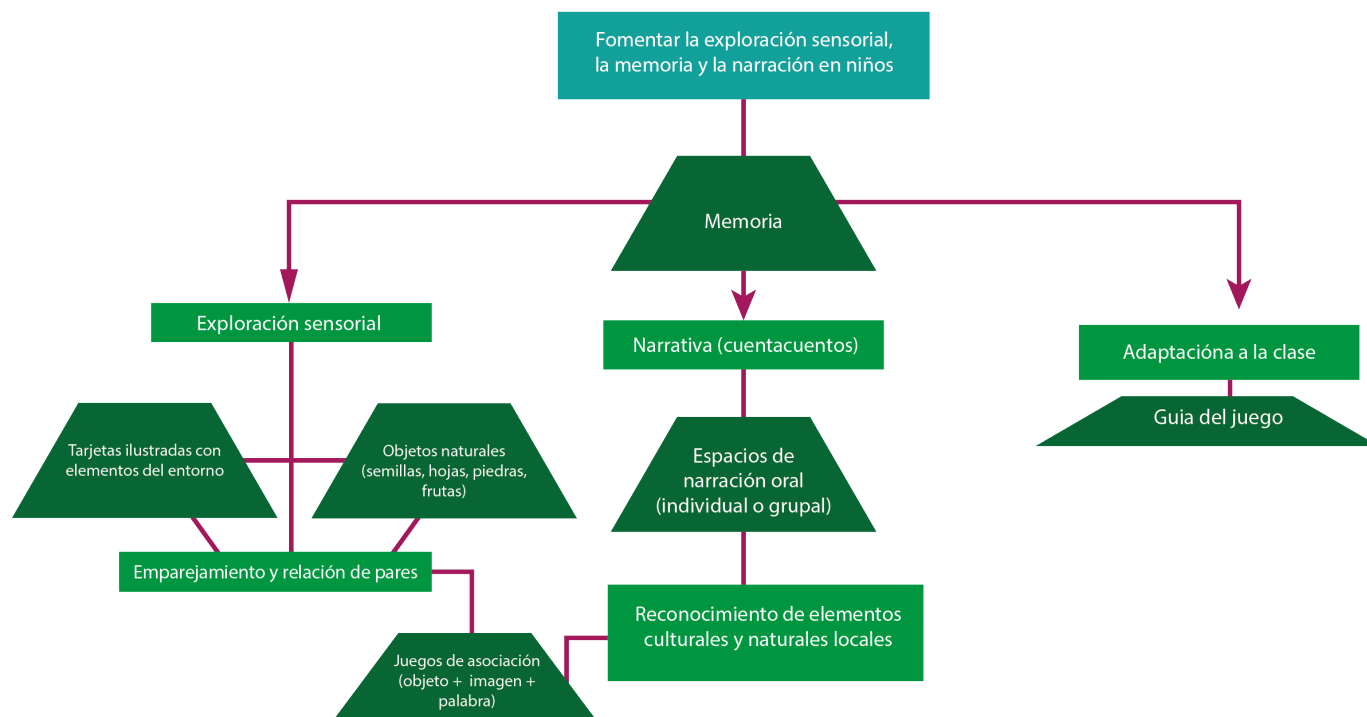 Fomentar la exploración sensorial,
la memoria y la narración en niños
Memoria
Exploración sensorial
Narrativa (cuentacuentos)
Adaptacióna a la clase
Guia del juego
Tarjetas ilustradas con
elementos del entorno
Objetos naturales
(semillas, hojas, piedras,
frutas)
Espacios de
narración oral
(individual o grupal)
Emparejamiento y relación de pares
Reconocimiento de elementos
culturales y naturales locales
Juegos de asociación
(objeto + imagen +
palabra)